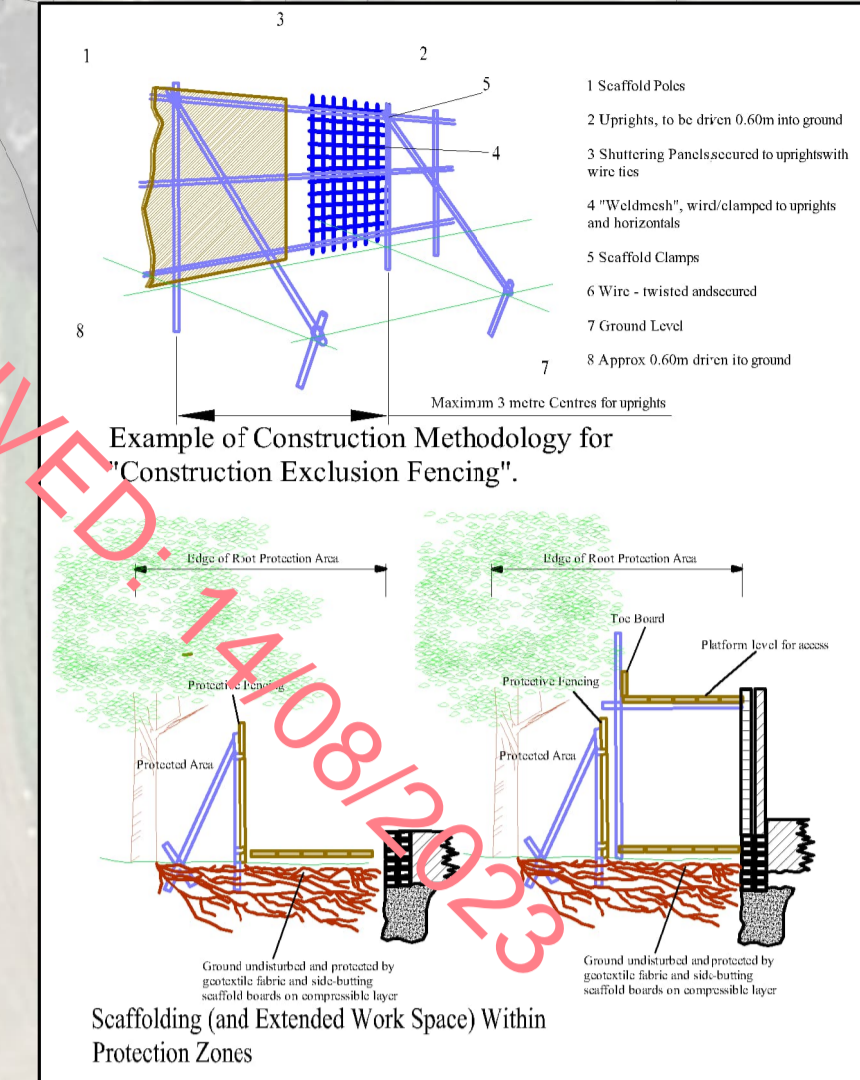 3
1
2
5
4
8
7
1 Scaffold Poles
2 Uprights, to be driven 0.60m into ground
3 Shuttering Panels,secured to uprightswith
wire ties
4 "Weldmesh", wird/clamped to uprights
and horizontals
5 Scaffold Clamps
6 Wire - twisted andsecured
7 Ground Level
8 Approx 0.60m driven ito ground
Maximum 3 metre Centres for uprights
Example of Construction Methodology for
"Construction Exclusion Fencing".
Edge of Root Protection Area
Protective Fencing
Protected Area
Ground undisturbed and protected by
geotextile fabric and side-butting
scaffold boards on compressible layer
Edge of Root Protection Area
Toe Board
Platform level for access
Protective Fencing
Protected Area
Ground undisturbed and protected by
geotextile fabric and side-butting
scaffold boards on compressible layer
Scaffolding (and Extended Work Space) Within
Protection Zones
VED: 14/08/2023